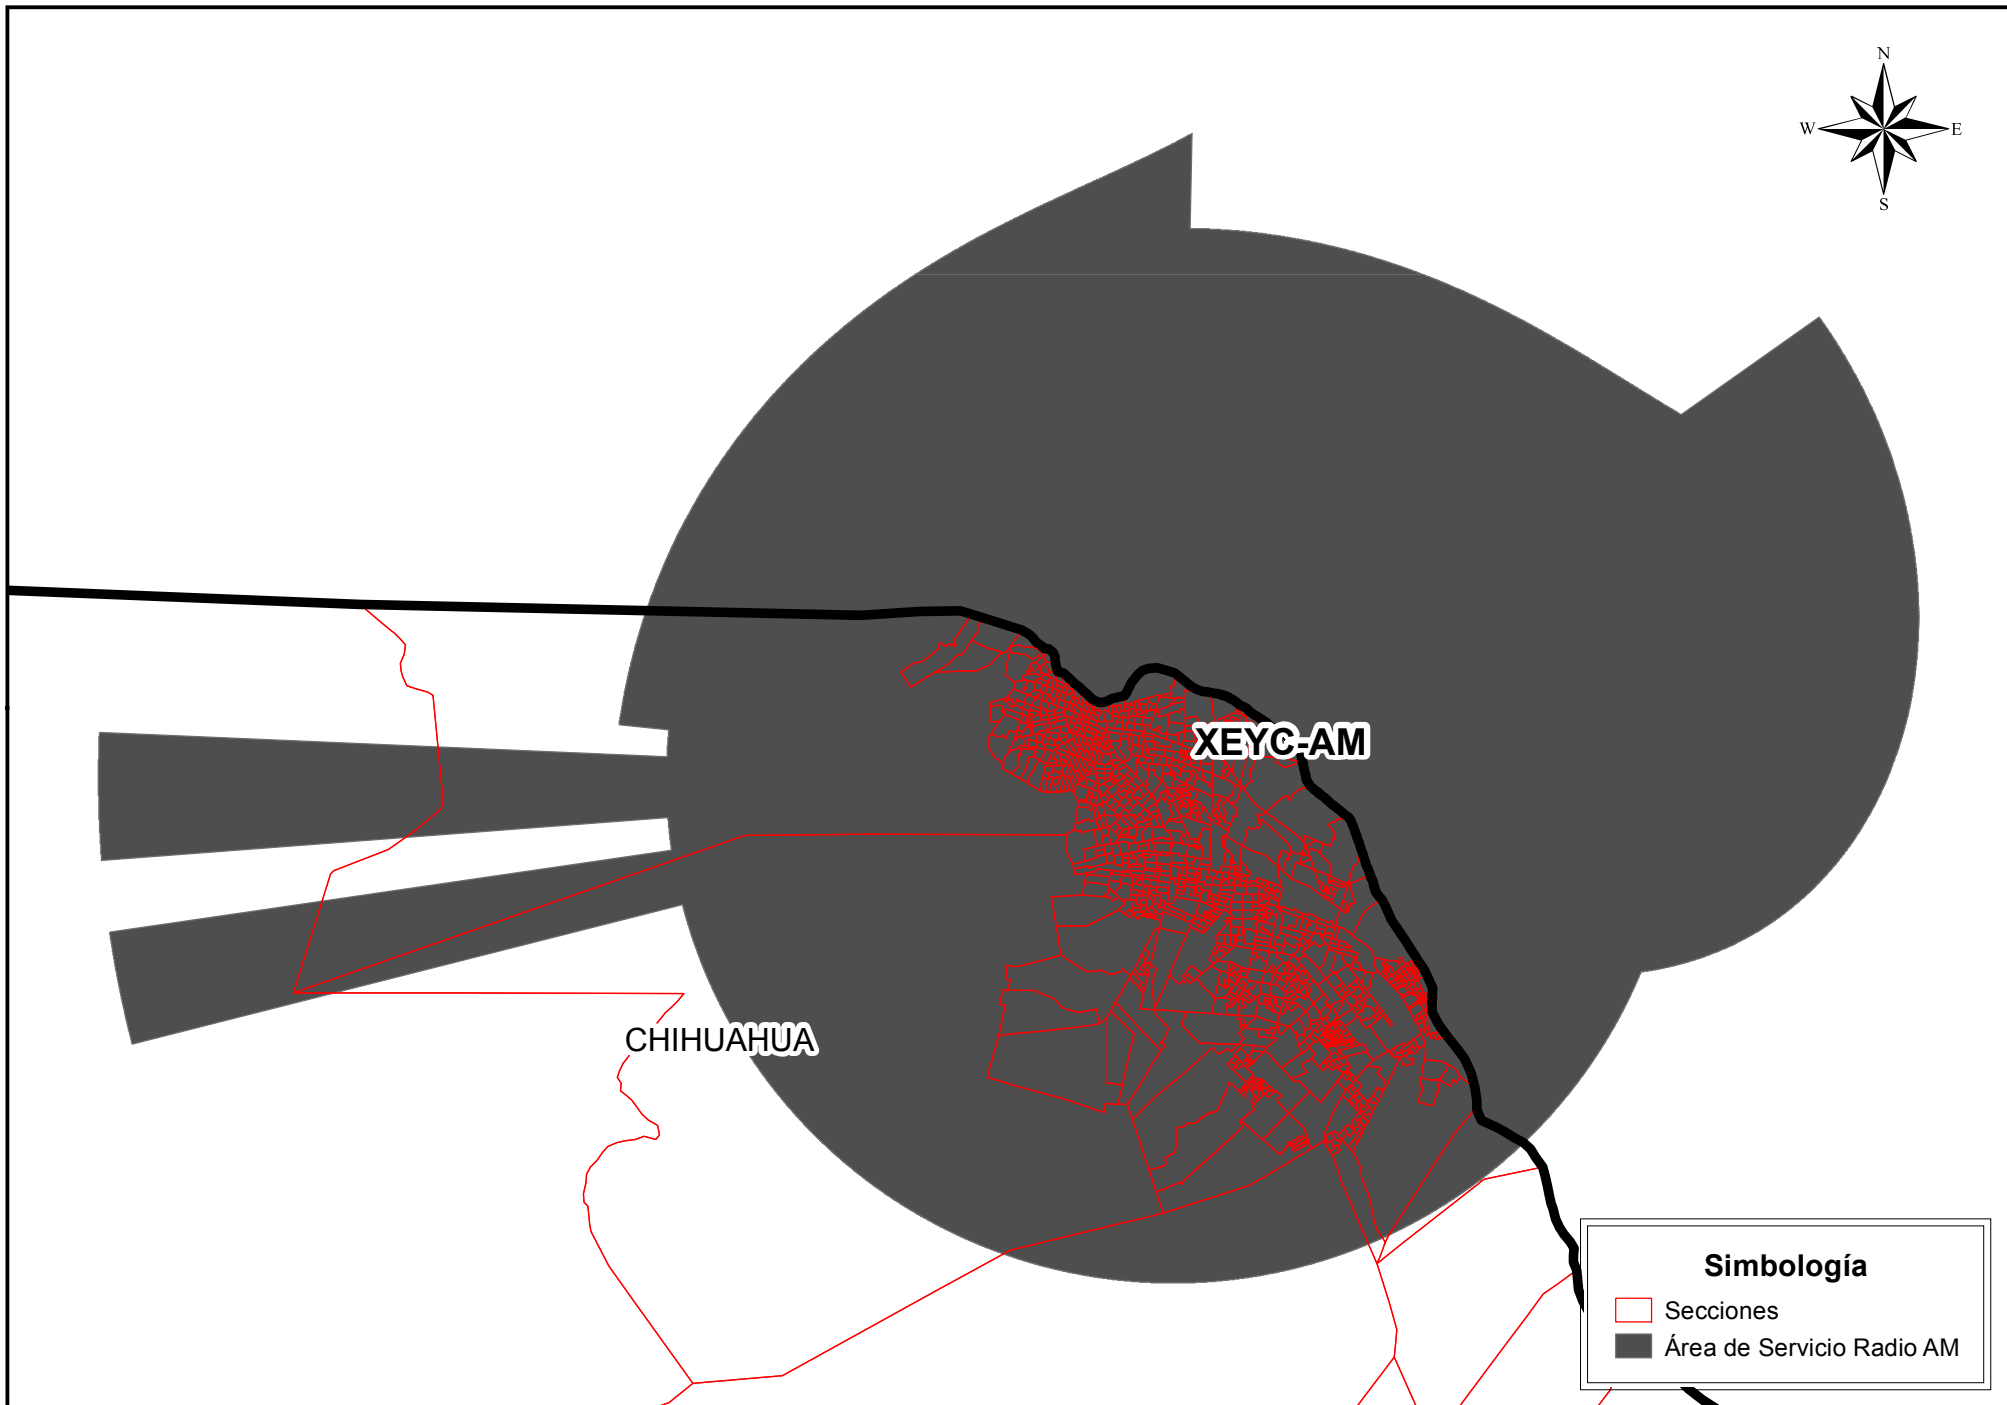 N
W E
S
XEYC-AM
CHIHUAHUA
Simbología
Secciones
Área de Servicio Radio AM